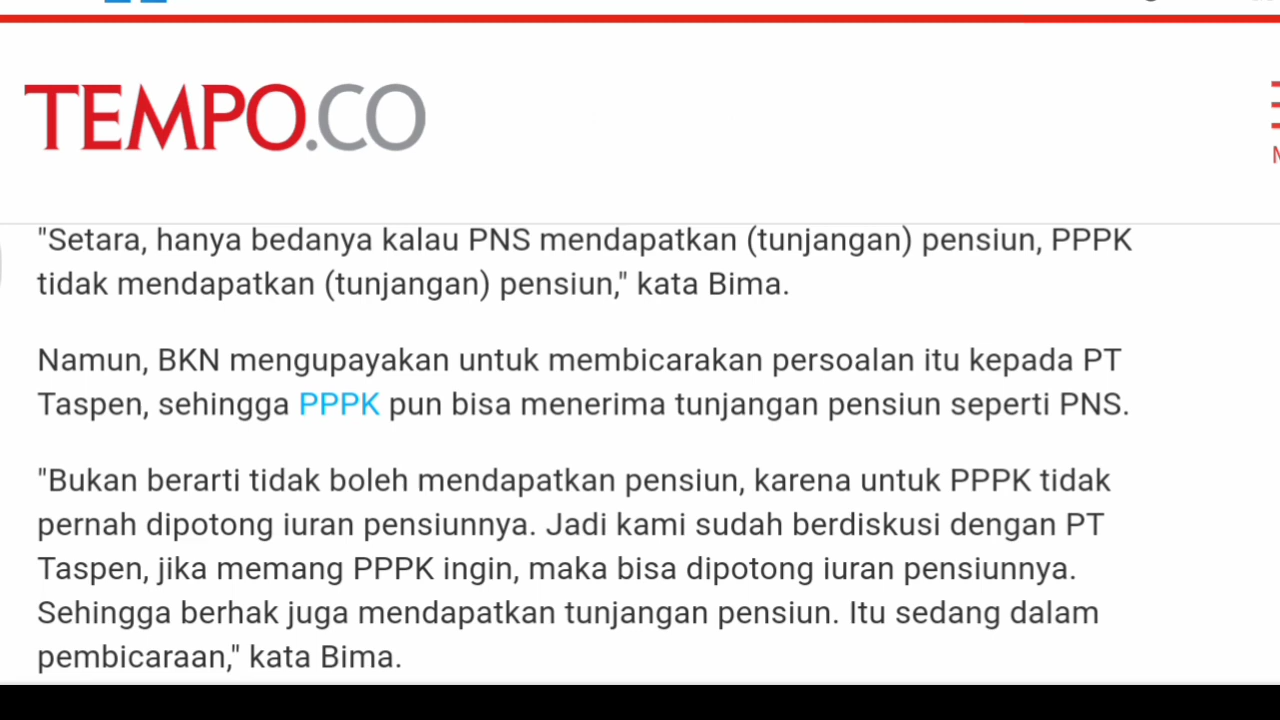 TEMPO.CO
"Setara, hanya bedanya kalau PNS mendapatkan (tunjangan) pensiun, PPPK
tidak mendapatkan (tunjangan) pensiun," kata Bima.
Namun, BKN mengupayakan untuk membicarakan persoalan itu kepada PT
Taspen, sehingga PPPK pun bisa menerima tunjangan pensiun seperti PNS.
"Bukan berarti tidak boleh mendapatkan pensiun, karena untuk PPPK tidak
pernah dipotong iuran pensiunnya. Jadi kami sudah berdiskusi dengan PT
Taspen, jika memang PPPK ingin, maka bisa dipotong iuran pensiunnya.
Sehingga berhak juga mendapatkan tunjangan pensiun. Itu sedang dalam
pembicaraan," kata Bima.